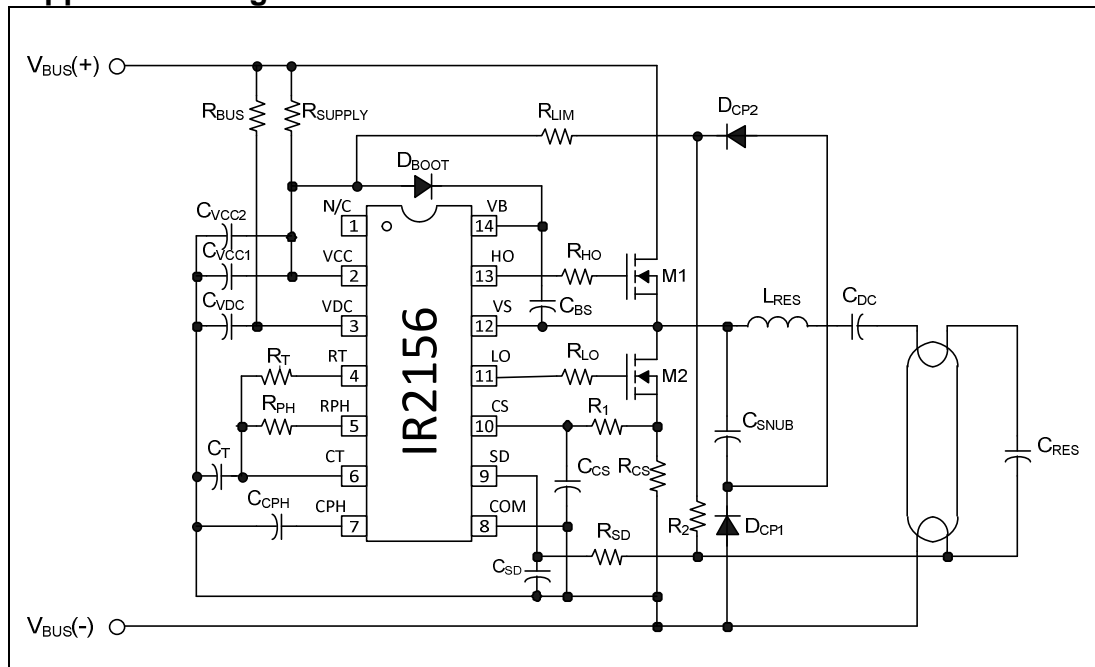 VBUS(+)
RBUS
RSUPPLY
RLIM
DCP2
DBOOT
CVCC2
N/C
1
VB
14
CVCC1
VCC
2
HO
13
RHO
M1
CVDC
VDC
3
VS
12
CBS
LRES
CDC
IR2156
RT
RT
4
LO
11
RLO
M2
RPH
RPH
5
CS
10
R1
CSNUB
CRES
CT
CT
6
SD
9
CCS
RCS
CCPH
CPH
7
COM
8
R2
DCP1
RSD
CSD
VBUS(-)